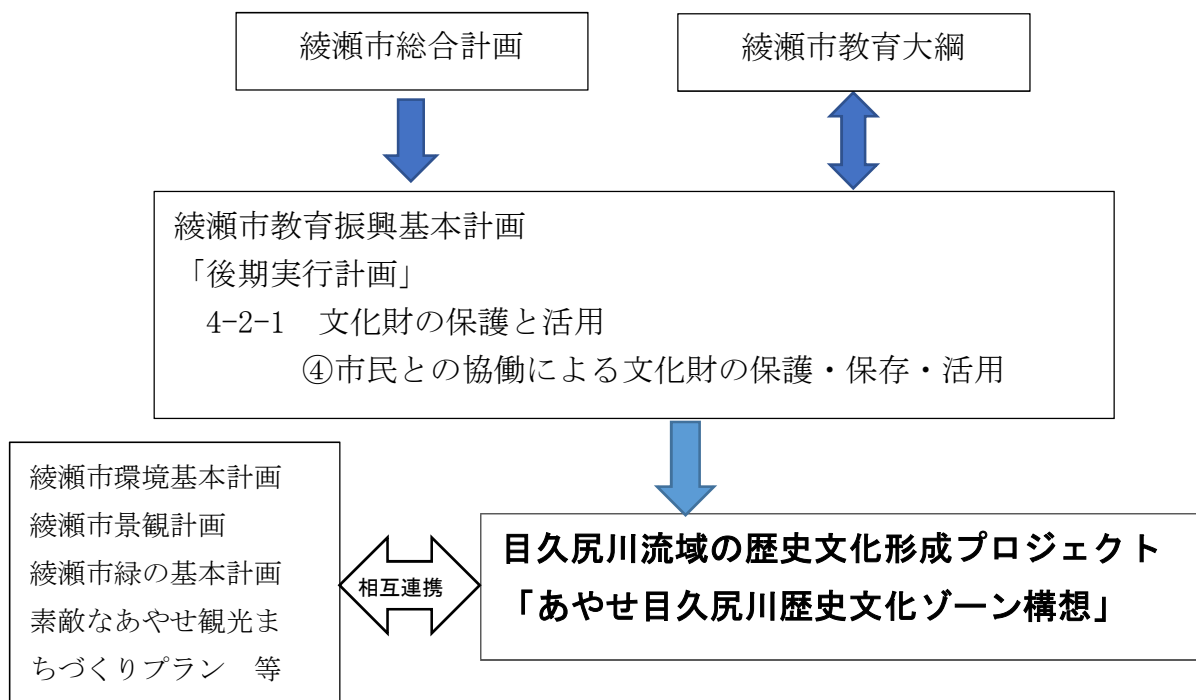 綾瀬市総合計画
綾瀬市教育大綱
綾瀬市教育振興基本計画
「後期実行計画」
4-2-1 文化財の保護と活用
④市民との協働による文化財の保護・保存・活用
綾瀬市環境基本計画
綾瀬市景観計画
綾瀬市緑の基本計画
素敵なあやせ観光ま
ちづくりプラン 等
相互連携
目久尻川流域の歴史文化形成プロジェクト
「あやせ目久尻川歴史文化ゾーン構想」